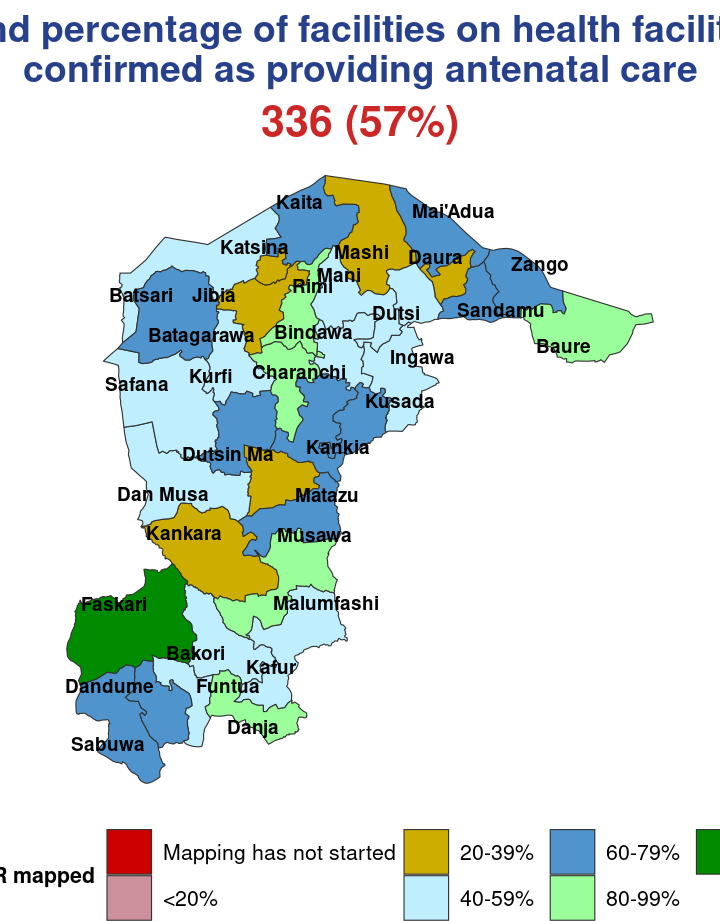 percentage of facilities on health
confirmed as providing antenatal care
336 (57%)
Kaita
Mai'Adua
Katsina
Mashi
Daura
Zango
Mani
Rimi
Batsari
Jibia
Dutsi
Sandamu
Batagarawa
Bindawa
Baure
Ingawa
Safana
Kurfi
Charanchi
Kusada
Kankia
Dutsin Ma
Dan Musa
Matazu
Kankara
Musawa
Faskari
Malumfashi
Bakori
Kafur
Dandume
Funtua
Danja
Sabuwa
mapped
Mapping has not started
20-39%
60-79%
<20%
40-59%
80-99%